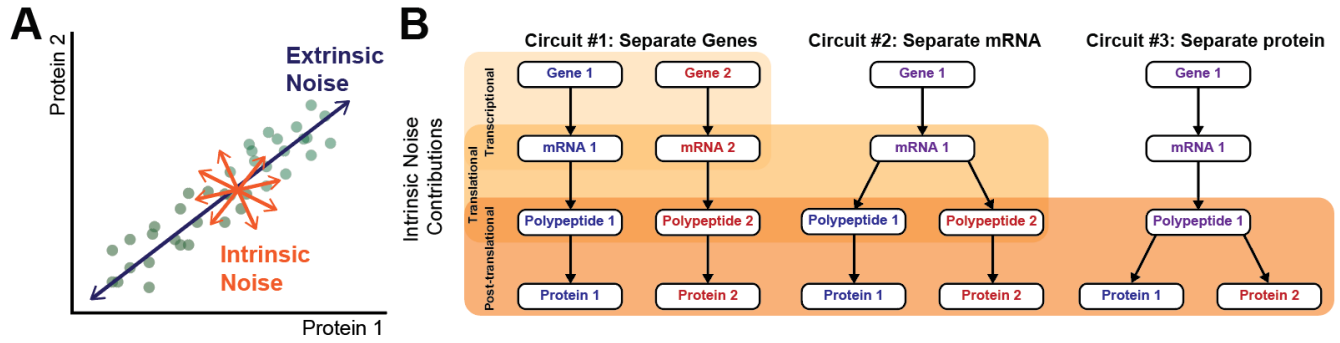 A
Protein 2
Extrinsic
Noise
Intrinsic
Noise
Protein 1
B
Circuit #1: Separate Genes
Circuit #2: Separate mRNA
Circuit #3: Separate protein
Intrinsic Noise
Contributions
Transcriptional
Translational
Post-translational
Gene 1
Gene 2
Gene 1
Gene 1
mRNA 1
mRNA 2
mRNA 1
mRNA 1
Polypeptide 1
Polypeptide 2
Polypeptide 1
Polypeptide 2
Polypeptide 1
Protein 1
Protein 2
Protein 1
Protein 2
Protein 1
Protein 2